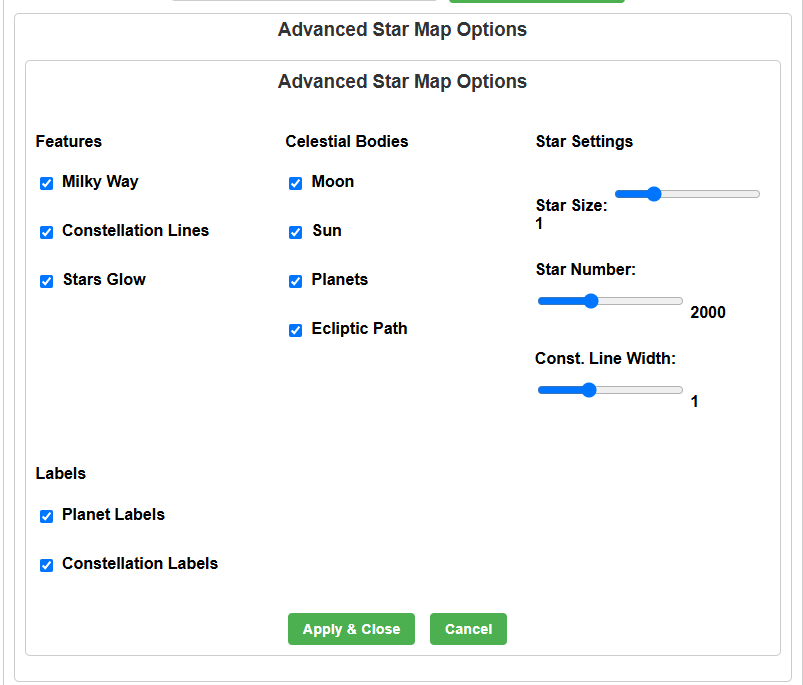 Advanced Star Map Options
Advanced Star Map Options
Features
Milky Way
Constellation Lines
Stars Glow
Celestial Bodies
Moon
Sun
Planets
Ecliptic Path
Star Settings
Star Size:
1
Star Number:
2000
Const. Line Width:
1
Labels
Planet Labels
Constellation Labels
Apply & Close
Cancel